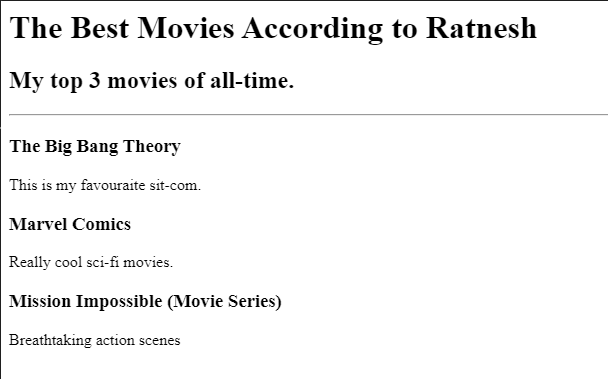 The Best Movies According to Ratnesh
My top 3 movies of all-time.
The Big Bang Theory
This is my favouraite sit-com.
Marvel Comics
Really cool sci-fi movies.
Mission Impossible (Movie Series)
Breathtaking action scenes